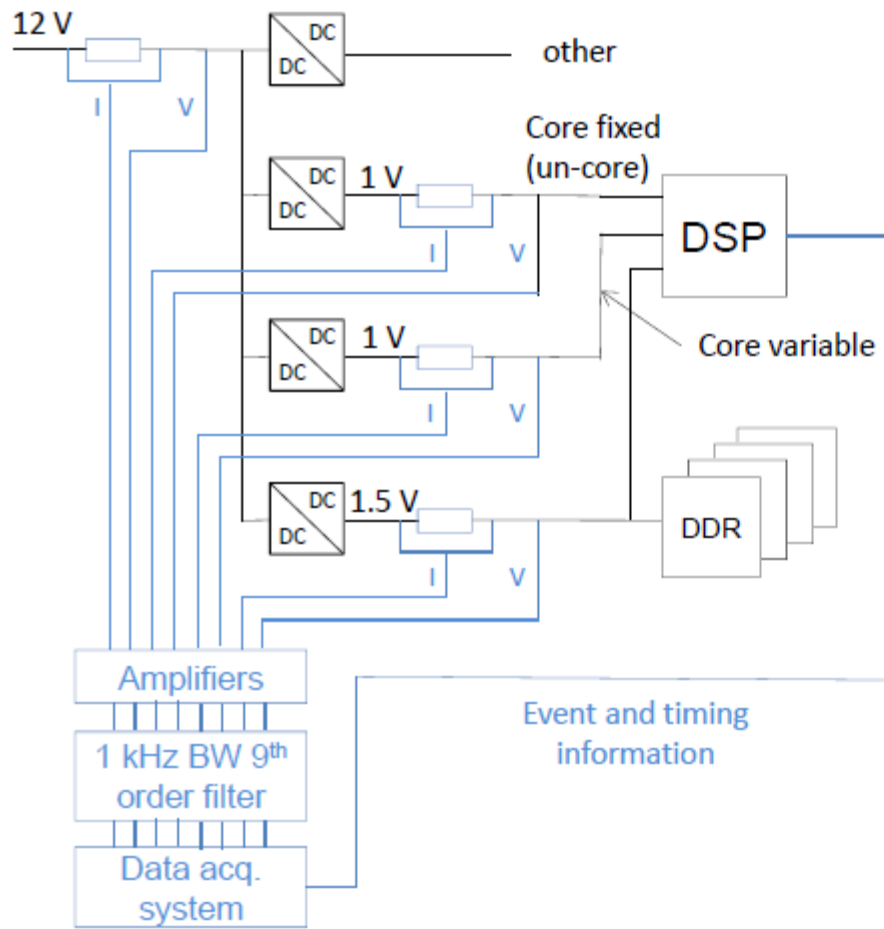 12 V
DC
DC
other
I
V
Core fixed
(un-core)
DC
DC
1 V
I
V
DSP
DC
DC
1 V
I
V
Core variable
DC
DC
1.5 V
I
V
DDR
Amplifiers
1 kHz BW 9th
order filter
Data acq.
system
Event and timing
information